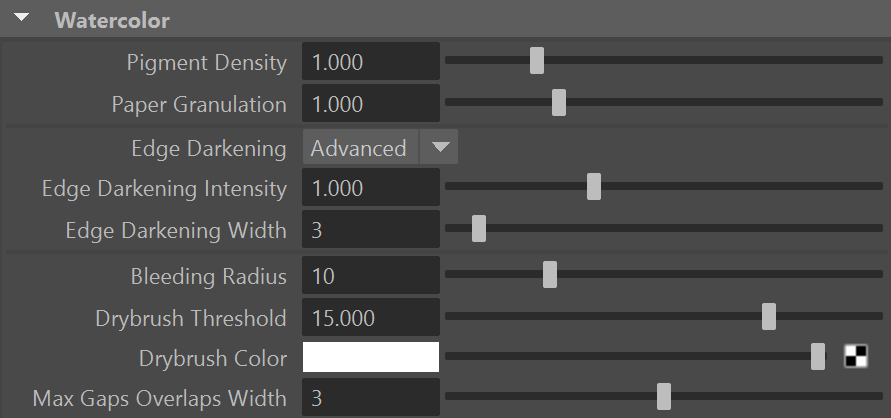 Watercolor
Pigment Density 1.000
Paper Granulation 1.000
Edge Darkening Advanced
Edge Darkening Intensity 1.000
Edge Darkening Width 3
Bleeding Radius 10
Drybrush Threshold 15.000
Drybrush Color
Max Gaps Overlaps Width 3